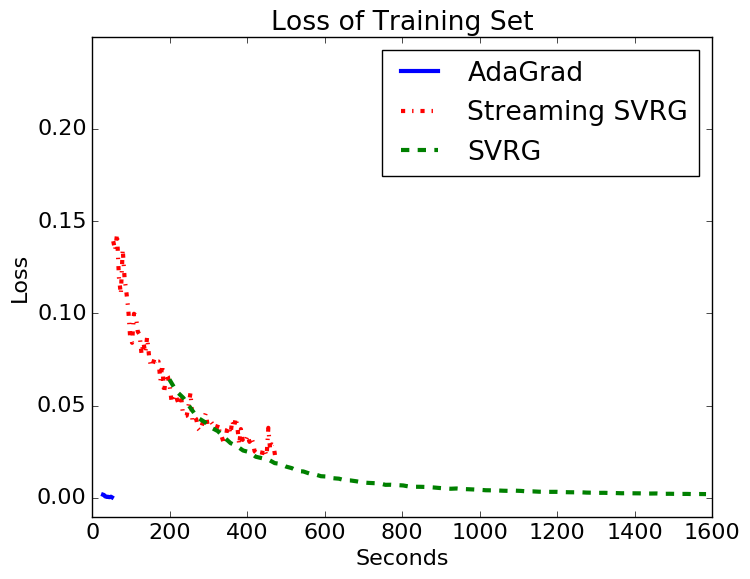 Loss of Training Set
AdaGrad
Streaming SVRG
SVRG
0.20
0.15
0.10
0.05
0.00
Loss
0 200 400 600 800 1000 1200 1400 1600
Seconds